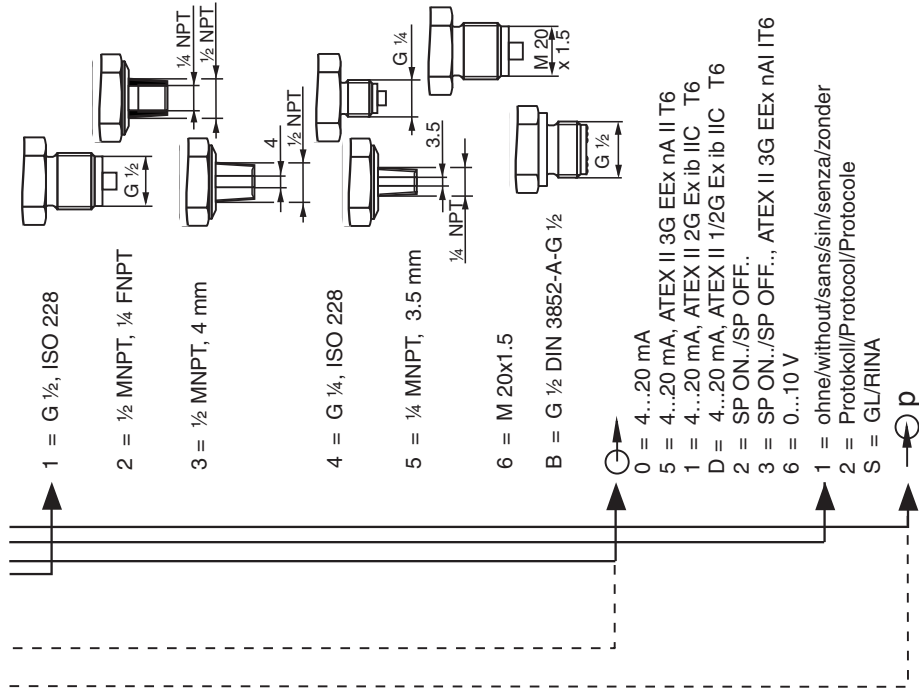 1 = G ½, ISO 228
G ½
2 = ½ MNPT, ¼ FNPT
¼ NPT
½ NPT
3 = ½ MNPT, 4 mm
4
½ NPT
4 = G ¼, ISO 228
G ¼
5 = ¼ MNPT, 3.5 mm
3.5
¼ NPT
6 = M 20x1.5
M 20
x 1.5
B = G ½ DIN 3852-A-G ½
G ½
0 = 4...20 mA
5 = 4...20 mA, ATEX II 3G EEx nA II T6
1 = 4...20 mA, ATEX II 2G Ex ib IIC T6
D = 4...20 mA, ATEX II 1/2G Ex ib IIC T6
2 = SP ON../SP OFF..
3 = SP ON../SP OFF.., ATEX II 3G EEx nAI IT6
6 = 0...10 V
1 = ohne/without/sans/sin/senza/zonder
2 = Protokoll/Protocol/Protocole
S = GL/RINA
p